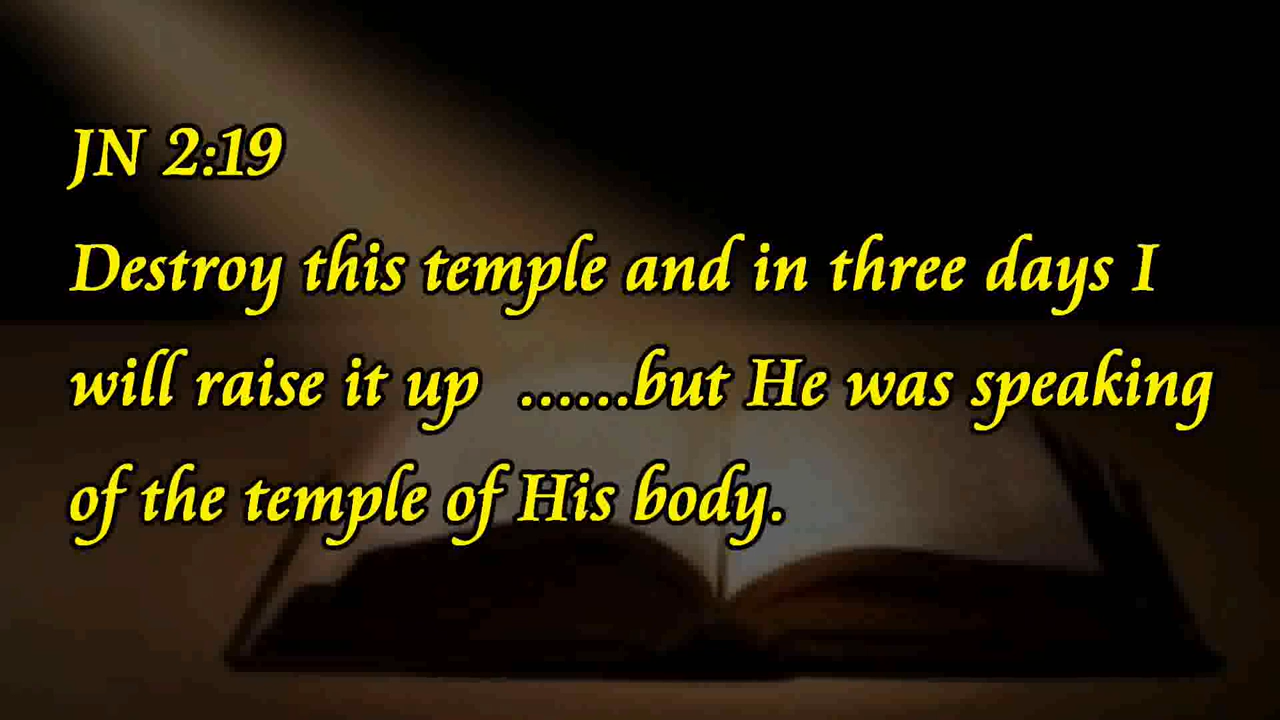 JN 2:19
Destroy this temple and in three days I
will raise it up ......but He was speaking
of the temple of His body.